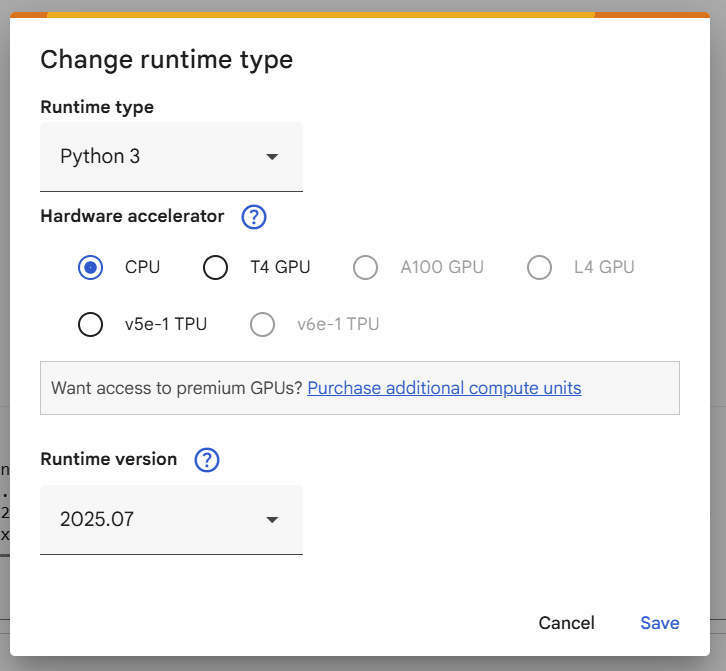 Change runtime type
Runtime type
Python 3
Hardware accelerator ?
CPU T4 GPU A100 GPU L4 GPU
v5e-1 TPU v6e-1 TPU
Want access to premium GPUs? Purchase additional compute units
Runtime version ?
n
.
2
x
2025.07
Cancel Save